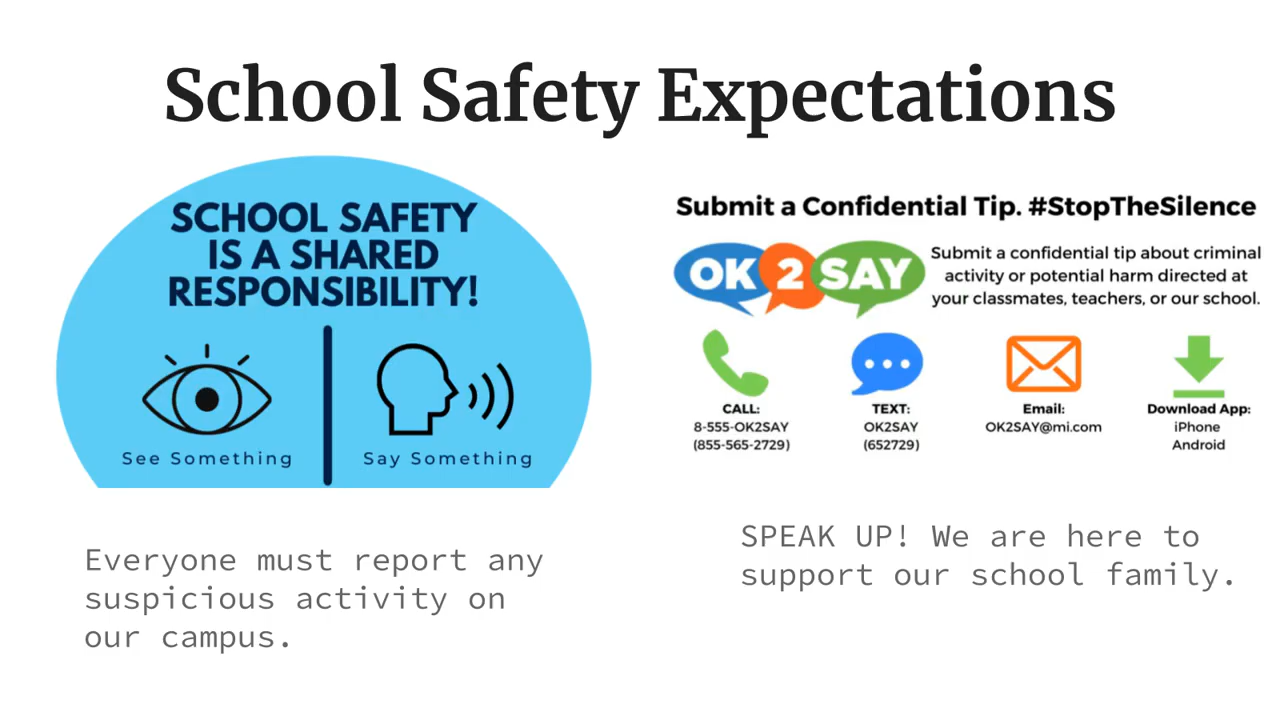 School Safety Expectations
SCHOOL SAFETY
IS A SHARED
RESPONSIBILITY!
See Something
Say Something
Everyone must report any
suspicious activity on
our campus.
Submit a Confidential Tip. #StopTheSilence
OK2SAY
Submit a confidential tip about criminal
activity or potential harm directed at
your classmates, teachers, or our school.
CALL:
8-555-OK2SAY
(855-565-2729)
TEXT:
OK2SAY
(652729)
Email:
OK2SAY@mi.com
Download App:
iPhone
Android
SPEAK UP! We are here to
support our school family.